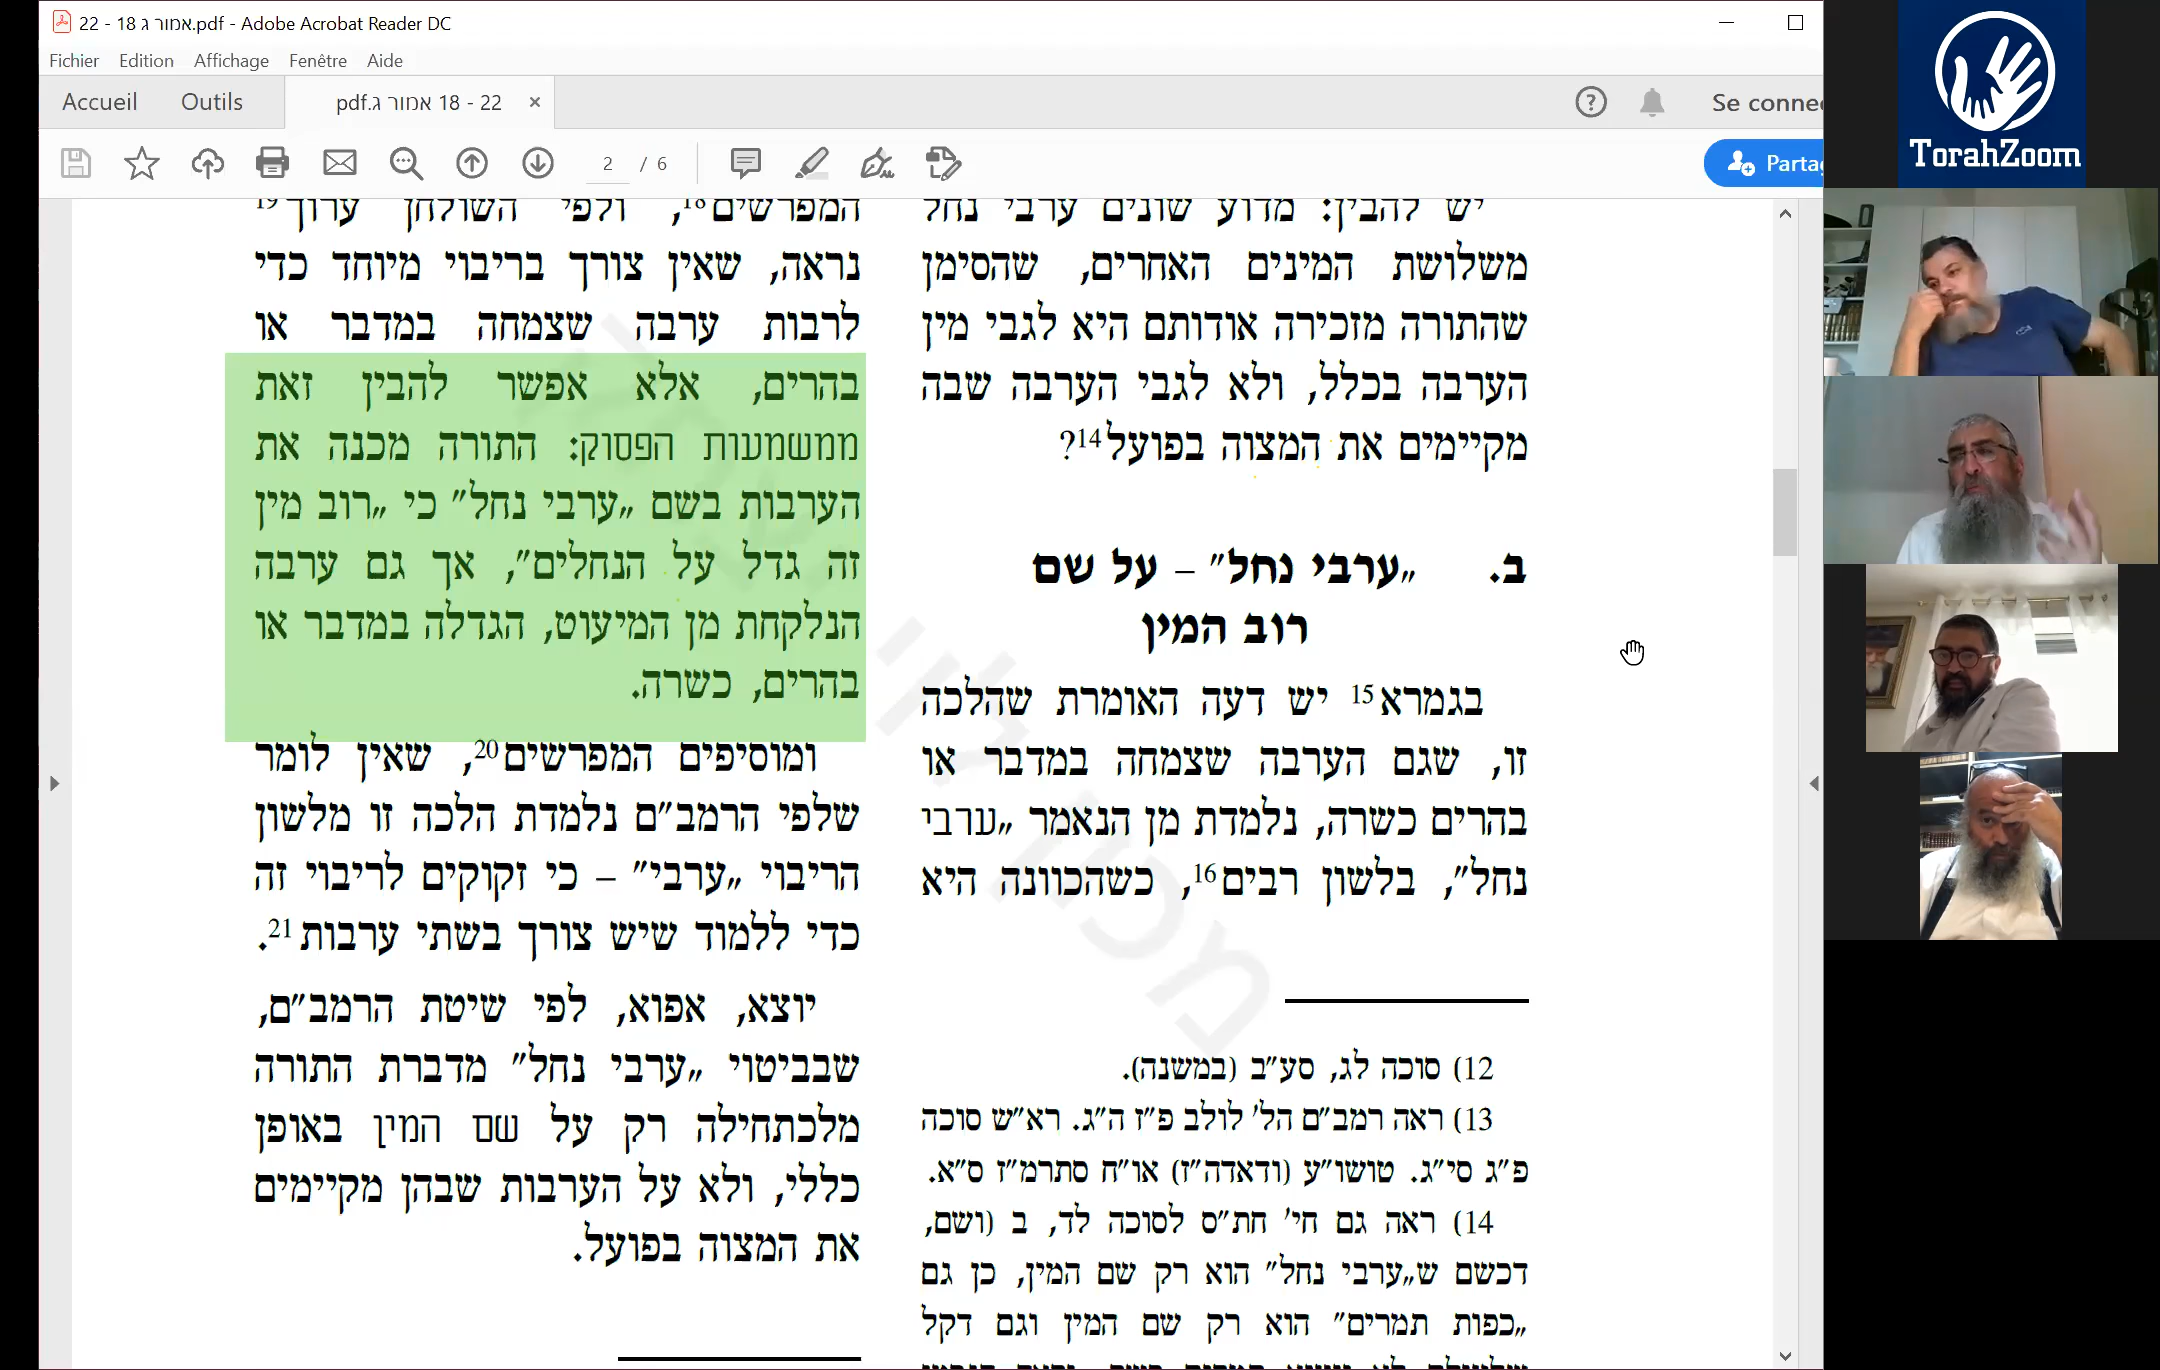 22 - 18 אמור ג.pdf - Adobe Acrobat Reader DC
Fichier Edition Affichage Fenêtre Aide
Accueil Outils
22 - 18 אמור ג.pdf ×
Se conne
2 / 6
Parta
TorahZoom
יש להבין: מדוע שונים ערבי נחל
משלושת המינים האחרים, שהסימן
שהתורה מזכירה אודותם היא לגבי מין
הערבה בכלל, ולא לגבי הערבה שבה
מקיימים את המצוה בפועל14?
ב. „ערבי נחל" – על שם
רוב המין
בגמרא15 יש דעה האומרת שהלכה
זו, שגם הערבה שצמחה במדבר או
בהרים כשרה, נלמדת מן הנאמר „ערבי
נחל", בלשון רבים16, כשהכוונה היא
12) סוכה לג, סע"ב (במשנה).
13) ראה רמב"ם הל' לולב פ"ז ה"ג. רא"ש סוכה
פ"ג סי"ג. טושו"ע (ודאדה"ז) או"ח סתרמ"ז ס"א.
14) ראה גם חי' חת"ס לסוכה לד, ב (ושם,
דכשם ש„ערבי נחל" הוא רק שם המין, כן גם
„כפות תמרים" הוא רק שם המין וגם דקל
המפרשים18, ולפי השולחן ערוך19
נראה, שאין צורך בריבוי מיוחד כדי
לרבות ערבה שצמחה במדבר או
בהרים, אלא אפשר להבין זאת
ממשמעות הפסוק: התורה מכנה את
הערבות בשם „ערבי נחל" כי „רוב מין
זה גדל על הנחלים", אך גם ערבה
הנלקחת מן המיעוט, הגדלה במדבר או
בהרים, כשרה.
ומוסיפים המפרשים20, שאין לומר
שלפי הרמב"ם נלמדת הלכה זו מלשון
הריבוי „ערבי" – כי זקוקים לריבוי זה
כדי ללמוד שיש צורך בשתי ערבות21.
יוצא, אפוא, לפי שיטת הרמב"ם,
שבביטוי „ערבי נחל" מדברת התורה
מלכתחילה רק על שם המין באופן
כללי, ולא על הערבות שבהן מקיימים
את המצוה בפועל.